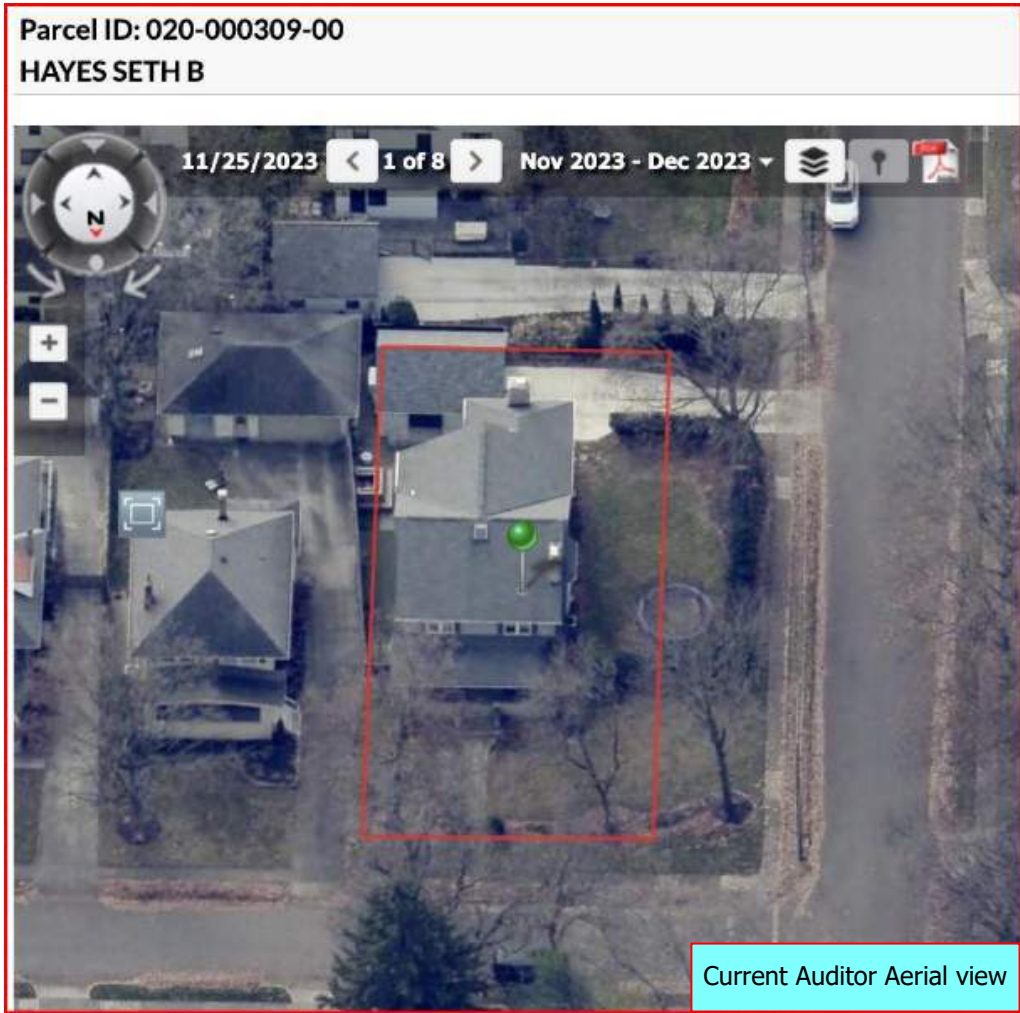 Parcel ID: 020-000309-00
HAYES SETH B
11/25/2023 < 1 of 8 > Nov 2023 - Dec 2023
N
+
-
Current Auditor Aerial view